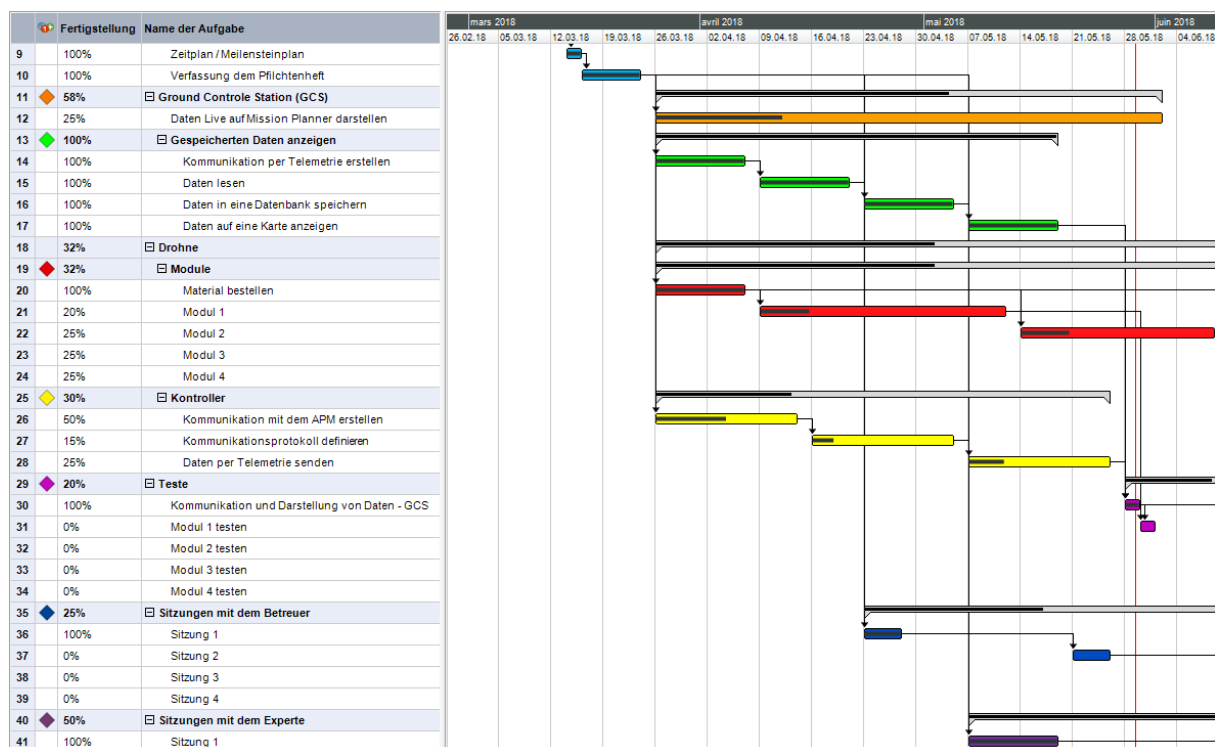 mars 2018 avril 2018 mai 2018 juin 2018
Fertigstellung Name der Aufgabe
26.02.18 05.03.18 12.03.18 19.03.18 26.03.18 02.04.18 09.04.18 16.04.18 23.04.18 30.04.18 07.05.18 14.05.18 21.05.18 28.05.18 04.06.18
9 100% Zeitplan / Meilensteinplan
10 100% Verfassung dem Pfilchtenheft
11 58% Ground Controle Station (GCS)
12 25% Daten Live auf Mission Planner darstellen
13 100% Gespeicherten Daten anzeigen
14 100% Kommunikation per Telemetrie erstellen
15 100% Daten lesen
16 100% Daten in eine Datenbank speichern
17 100% Daten auf eine Karte anzeigen
18 32% Drohne
19 32% Module
20 100% Material bestellen
21 20% Modul 1
22 25% Modul 2
23 25% Modul 3
24 25% Modul 4
25 30% Kontroller
26 50% Kommunikation mit dem APM erstellen
27 15% Kommunikationsprotokoll definieren
28 25% Daten per Telemetrie senden
29 20% Teste
30 100% Kommunikation und Darstellung von Daten - GCS
31 0% Modul 1 testen
32 0% Modul 2 testen
33 0% Modul 3 testen
34 0% Modul 4 testen
35 25% Sitzungen mit dem Betreuer
36 100% Sitzung 1
37 0% Sitzung 2
38 0% Sitzung 3
39 0% Sitzung 4
40 50% Sitzungen mit dem Experte
41 100% Sitzung 1